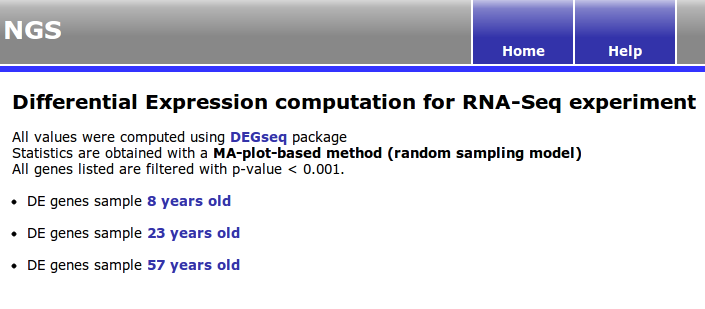 NGS
Home
Help
Differential Expression computation for RNA-Seq experiment
All values were computed using DEGseq package
Statistics are obtained with a MA-plot-based method (random sampling model)
All genes listed are filtered with p-value < 0.001.
• DE genes sample 8 years old
• DE genes sample 23 years old
• DE genes sample 57 years old